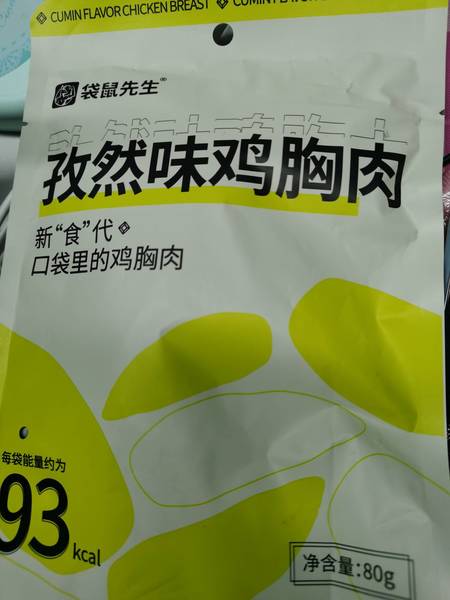 CUMIN FLAVOR CHICKEN BREAST
袋鼠先生®
孜然味鸡胸肉
新“食”代
口袋里的鸡胸肉
每袋能量约为
93 kcal
净含量:80g